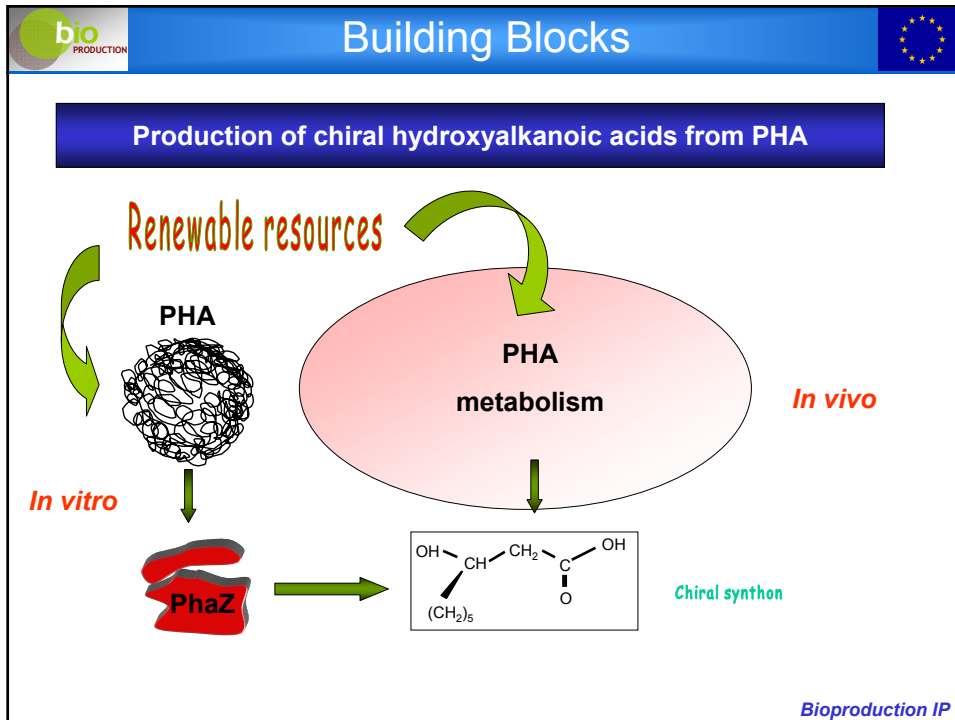 bio
PRODUCTION
Building Blocks
Production of chiral hydroxyalkanoic acids from PHA
Renewable resources
PHA
PHA
metabolism
In vivo
In vitro
PhaZ
OH
CH
CH₂
C
OH
O
(CH₂)₅
Chiral synthon
Bioproduction IP